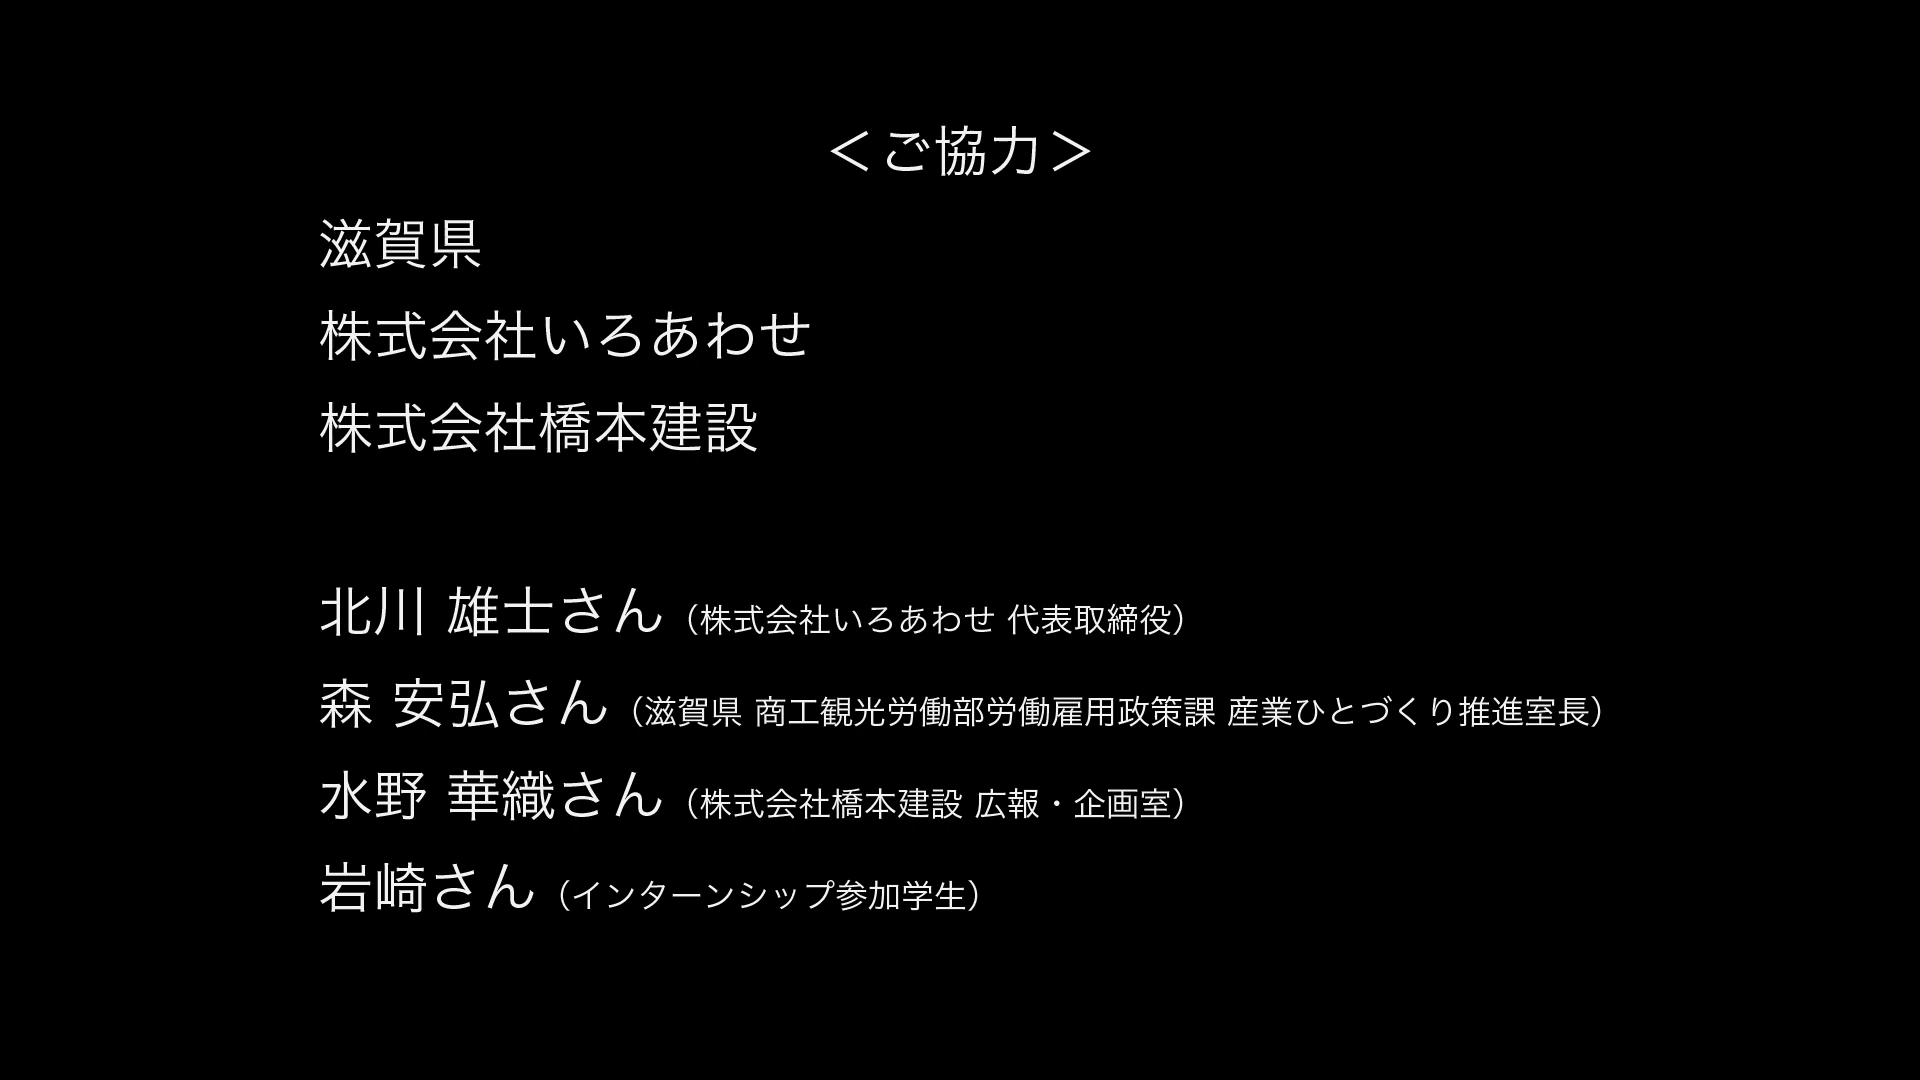 ＜ご協力＞
滋賀県
株式会社いろあわせ
株式会社橋本建設
北川 雄士さん（株式会社いろあわせ 代表取締役）
森 安弘さん（滋賀県 商工観光労働部労働雇用政策課 産業ひとづくり推進室長）
水野 華織さん（株式会社橋本建設 広報・企画室）
岩崎さん（インターンシップ参加学生）